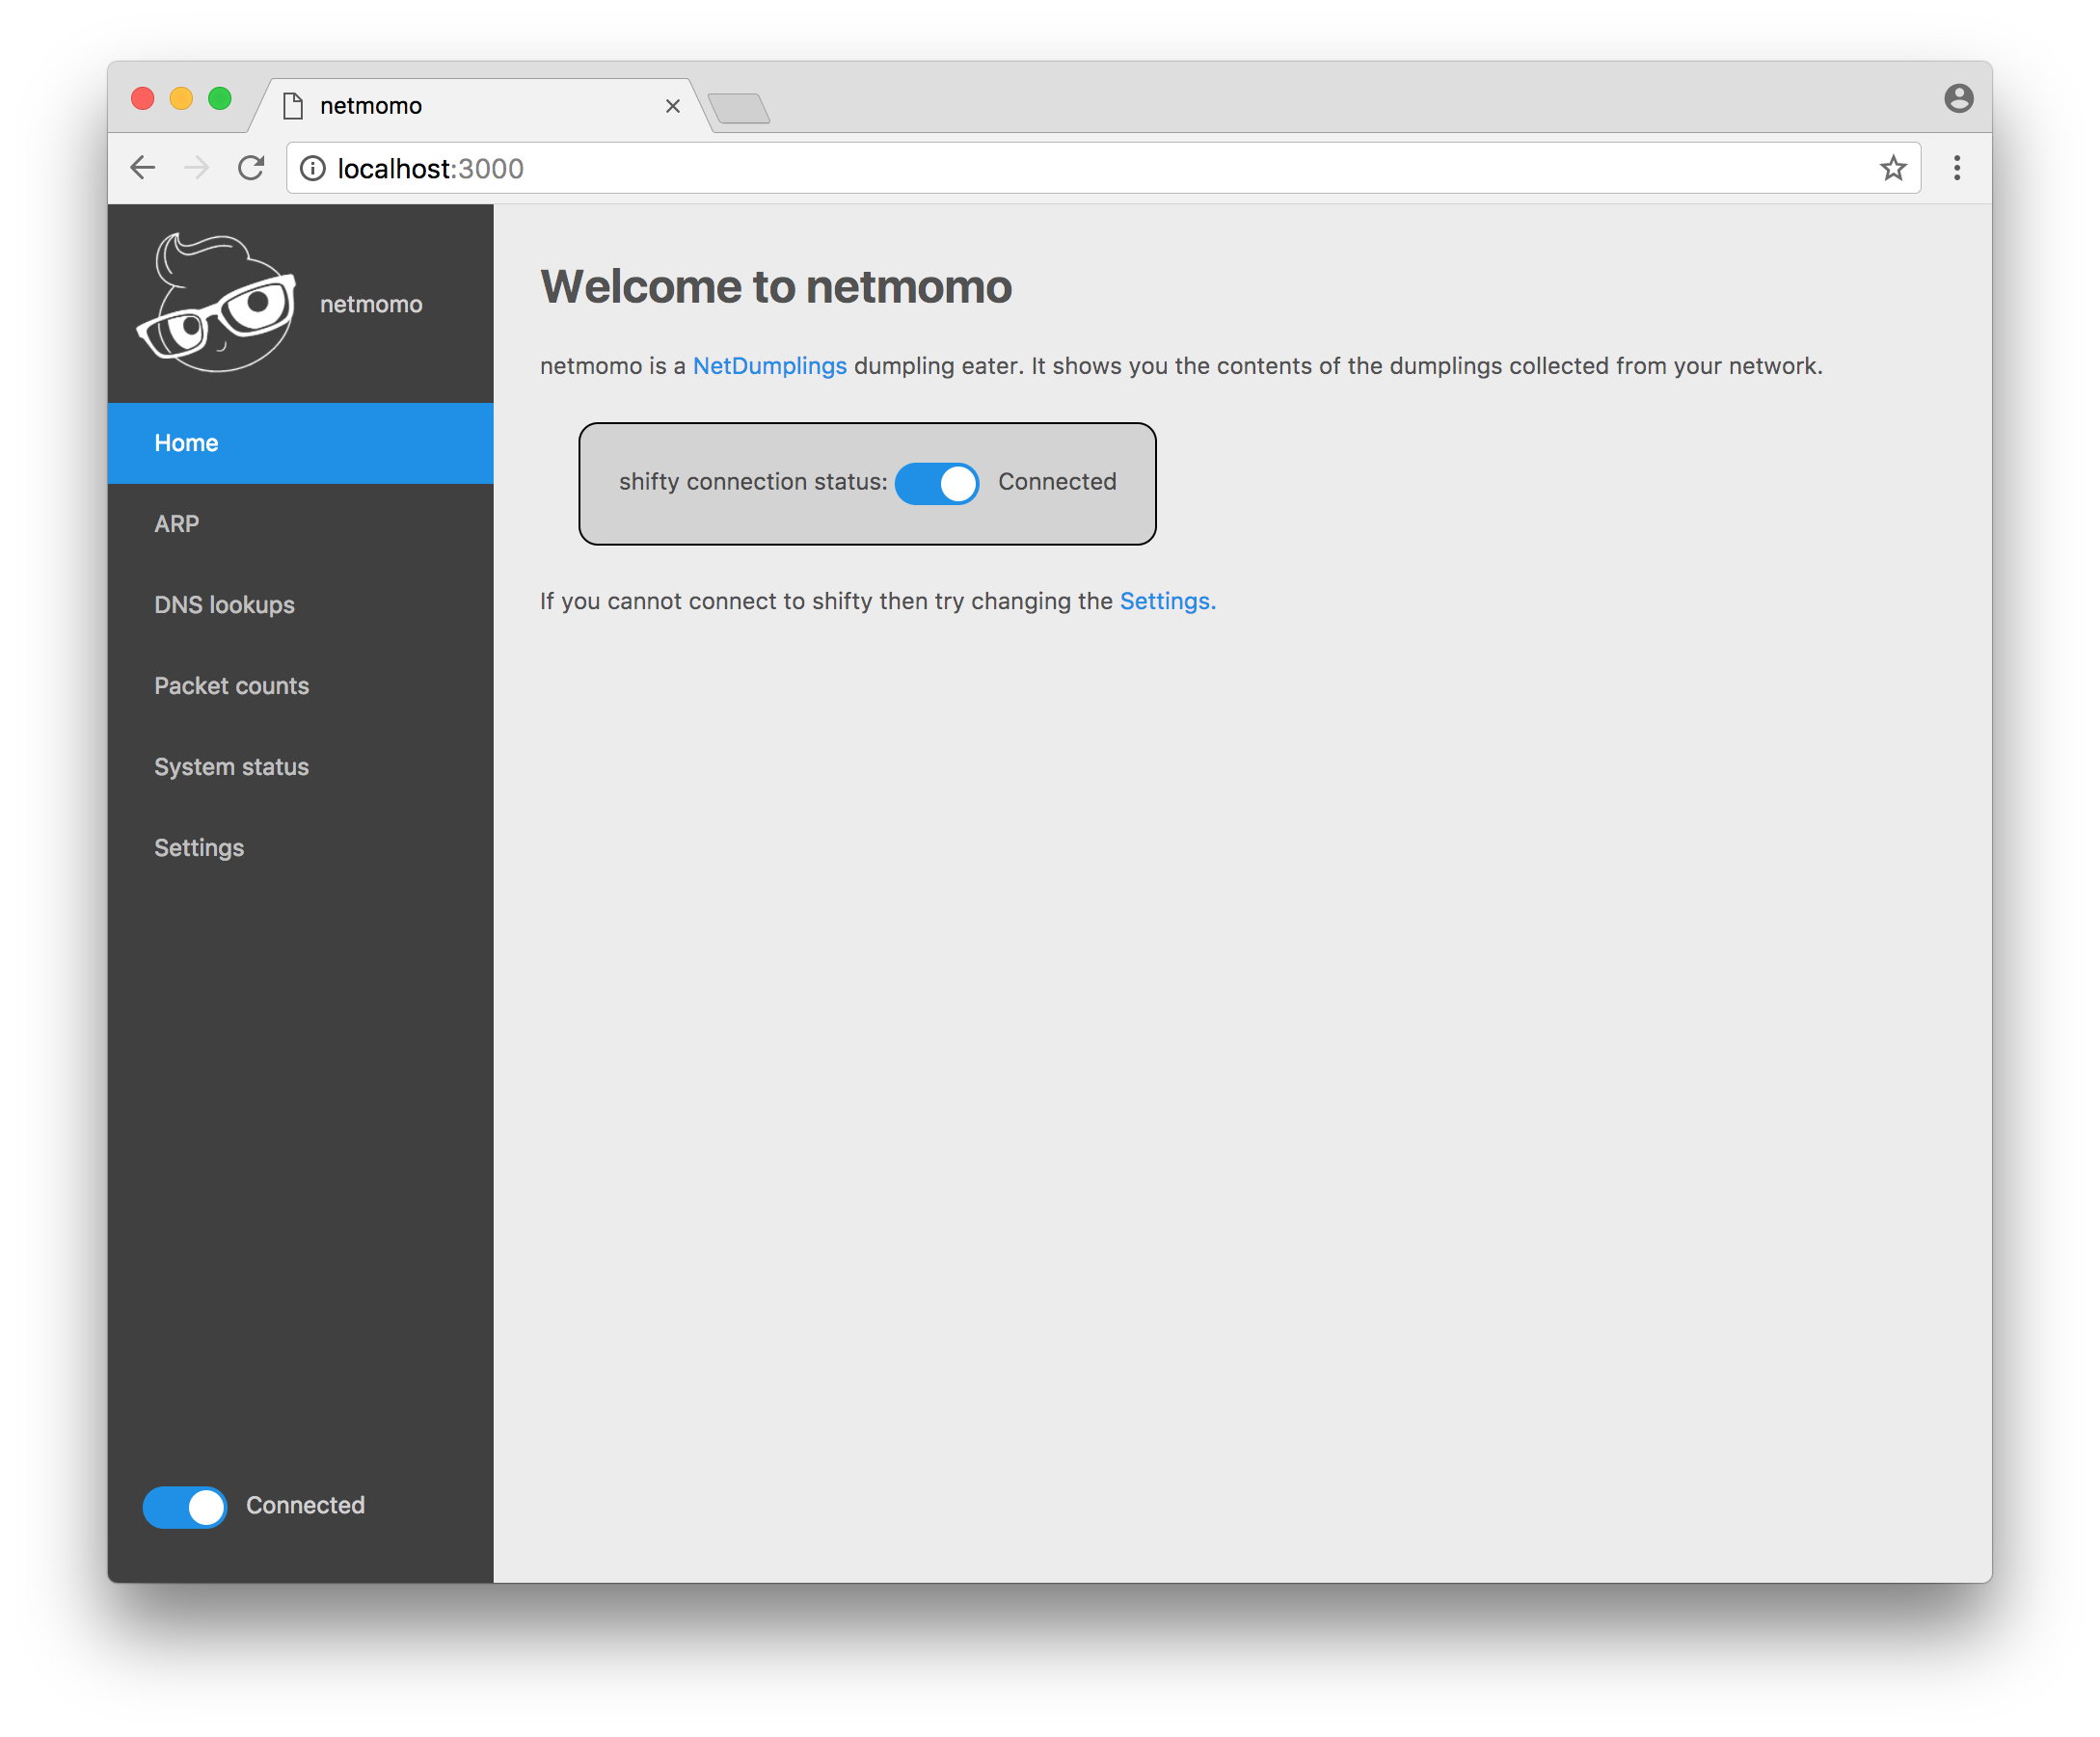 netmomo
localhost:3000
netmomo
Home
ARP
DNS lookups
Packet counts
System status
Settings
Connected
Welcome to netmomo
netmomo is a NetDumplings dumpling eater. It shows you the contents of the dumplings collected from your network.
shifty connection status: Connected
If you cannot connect to shifty then try changing the Settings.